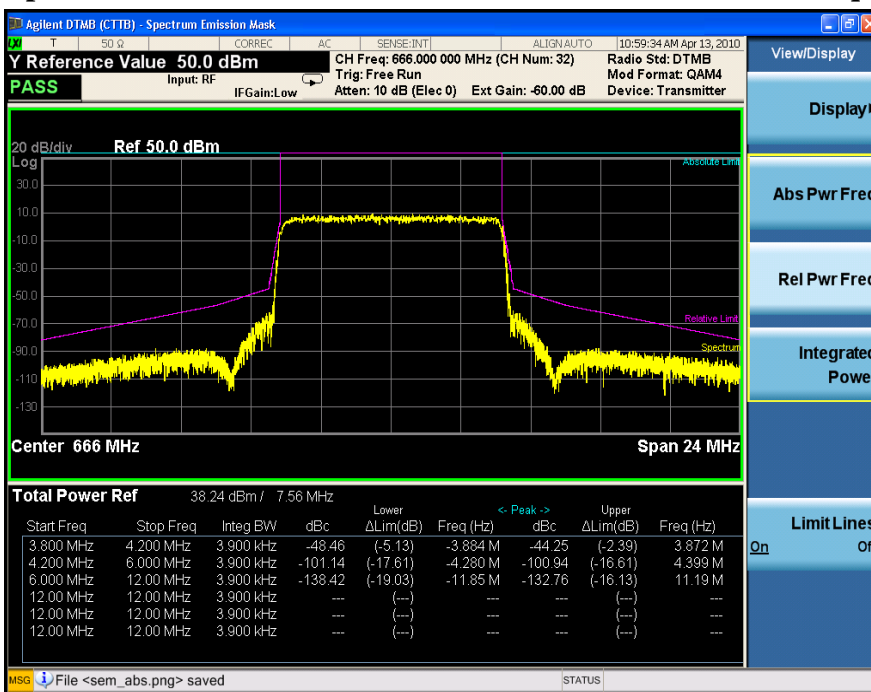 Agilent DTMB (CTTB) - Spectrum Emission Mask
LXI T 50 Ω CORREC AC SENSE:INT ALIGN AUTO 10:59:34 AM Apr 13, 2010
Y Reference Value 50.0 dBm
CH Freq: 666.000 000 MHz (CH Num: 32) Radio Std: DTMB
Trig: Free Run Mod Format: QAM4
PASS Input: RF IFGain:Low Atten: 10 dB (Elec 0) Ext Gain: -60.00 dB Device: Transmitter
20 dB/div Ref 50.0 dBm
Log
Absolute Limit
30.0
10.0
-10.0
-30.0
-50.0
-70.0
Relative Limit
-90.0
Spectrum
-110
-130
Center 666 MHz Span 24 MHz
Total Power Ref 38.24 dBm / 7.56 MHz
Lower <- Peak -> Upper
Start Freq Stop Freq Integ BW dBc ΔLim(dB) Freq (Hz) dBc ΔLim(dB) Freq (Hz)
3.800 MHz 4.200 MHz 3.900 kHz -48.46 (-5.13) -3.884 M -44.25 (-2.39) 3.872 M
4.200 MHz 6.000 MHz 3.900 kHz -101.14 (-17.61) -4.280 M -100.94 (-16.61) 4.399 M
6.000 MHz 12.00 MHz 3.900 kHz -138.42 (-19.03) -11.85 M -132.76 (-16.13) 11.19 M
12.00 MHz 12.00 MHz 3.900 kHz --- (---) --- --- (---) ---
12.00 MHz 12.00 MHz 3.900 kHz --- (---) --- --- (---) ---
12.00 MHz 12.00 MHz 3.900 kHz --- (---) --- --- (---) ---
MSG File <sem_abs.png> saved STATUS
View/Display
Display
Abs Pwr Freq
Rel Pwr Freq
Integrated
Powe
Limit Lines
On Of